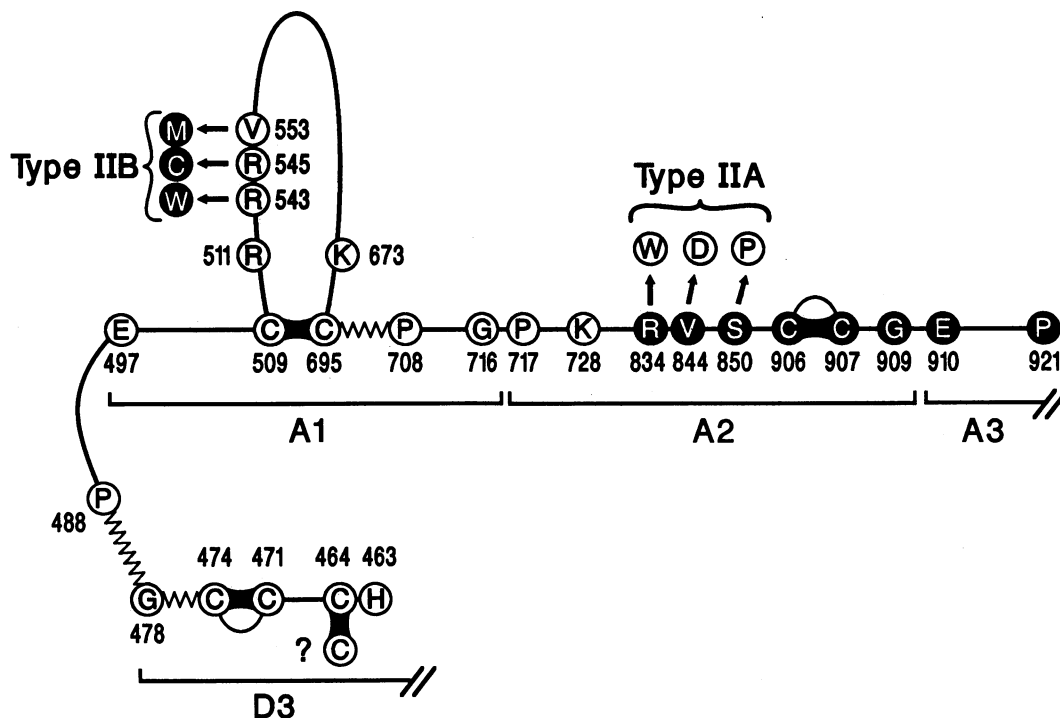 M V 553
Type IIB C R 545
W R 543
511 R K 673
Type IIA
W D P
E C C P G P K R V S C C G E P
497 509 695 708 716 717 728 834 844 850 906 907 909 910 921
A1 A2 A3
P
488
474 471 464 463
G C C C H
478
? C
D3